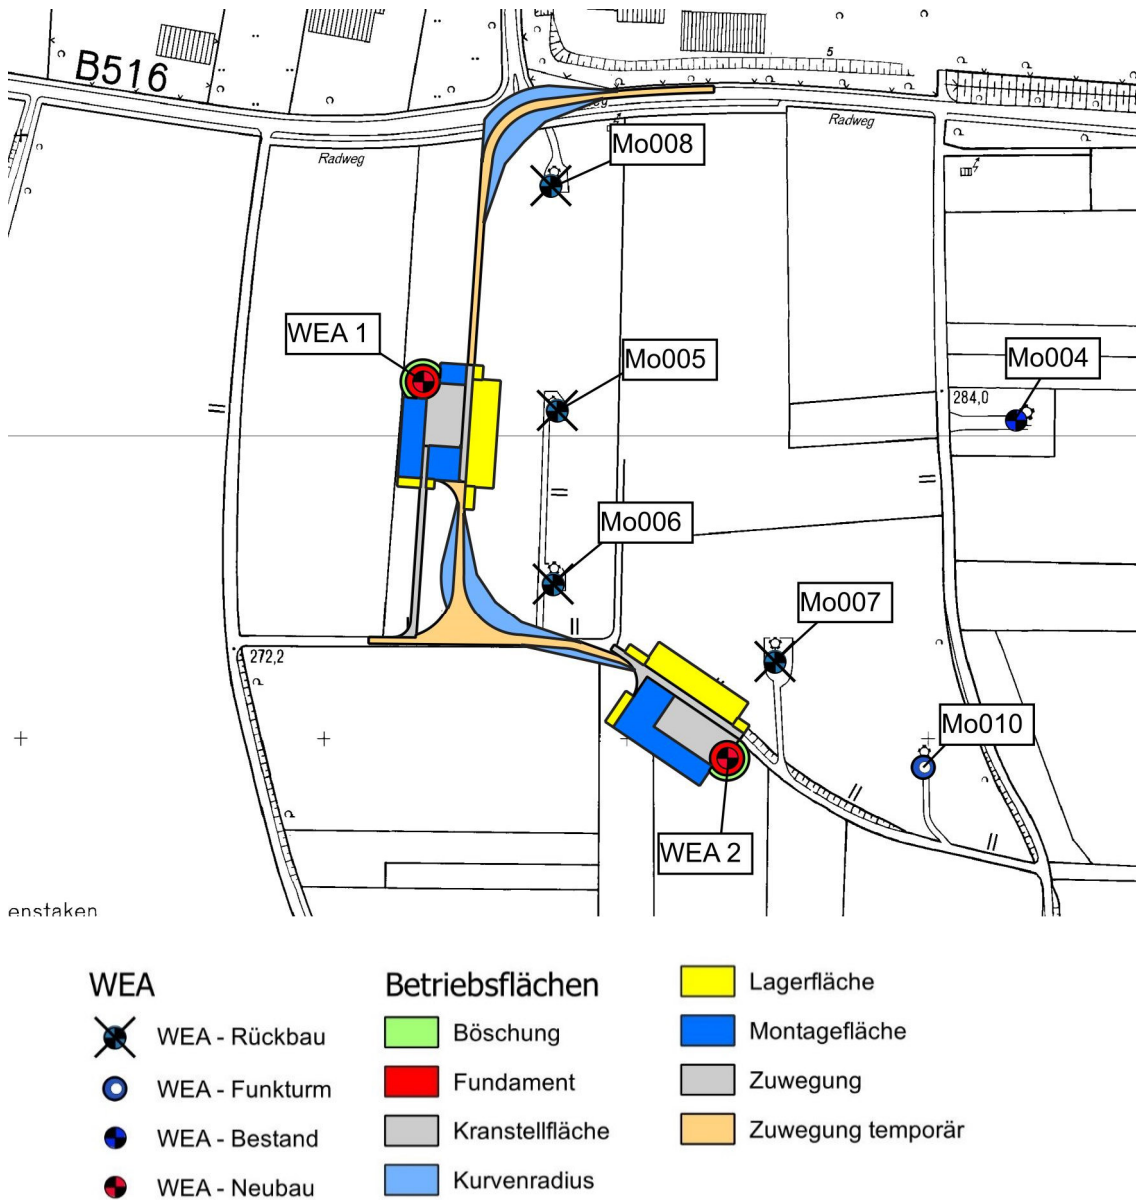 B516
5
Radweg
Radweg
Mo008
WEA 1
Mo005
Mo004
284,0
Mo006
Mo007
272,2
Mo010
WEA 2
enstaken
WEA
WEA - Rückbau
WEA - Funkturm
WEA - Bestand
WEA - Neubau
Betriebsflächen
Böschung
Fundament
Kranstellfläche
Kurvenradius
Lagerfläche
Montagefläche
Zuwegung
Zuwegung temporär